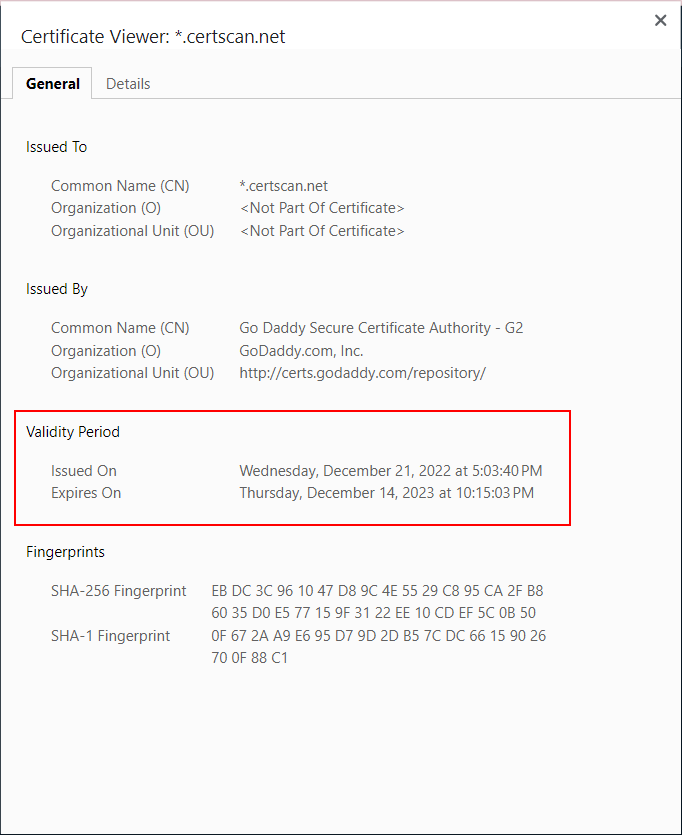 Certificate Viewer: *.certscan.net
General Details
Issued To
Common Name (CN) *.certscan.net
Organization (O) <Not Part Of Certificate>
Organizational Unit (OU) <Not Part Of Certificate>
Issued By
Common Name (CN) Go Daddy Secure Certificate Authority - G2
Organization (O) GoDaddy.com, Inc.
Organizational Unit (OU) http://certs.godaddy.com/repository/
Validity Period
Issued On Wednesday, December 21, 2022 at 5:03:40 PM
Expires On Thursday, December 14, 2023 at 10:15:03 PM
Fingerprints
SHA-256 Fingerprint EB DC 3C 96 10 47 D8 9C 4E 55 29 C8 95 CA 2F B8
60 35 D0 E5 77 15 9F 31 22 EE 10 CD EF 5C 0B 50
SHA-1 Fingerprint 0F 67 2A A9 E6 95 D7 9D 2D B5 7C DC 66 15 90 26
70 0F 88 C1